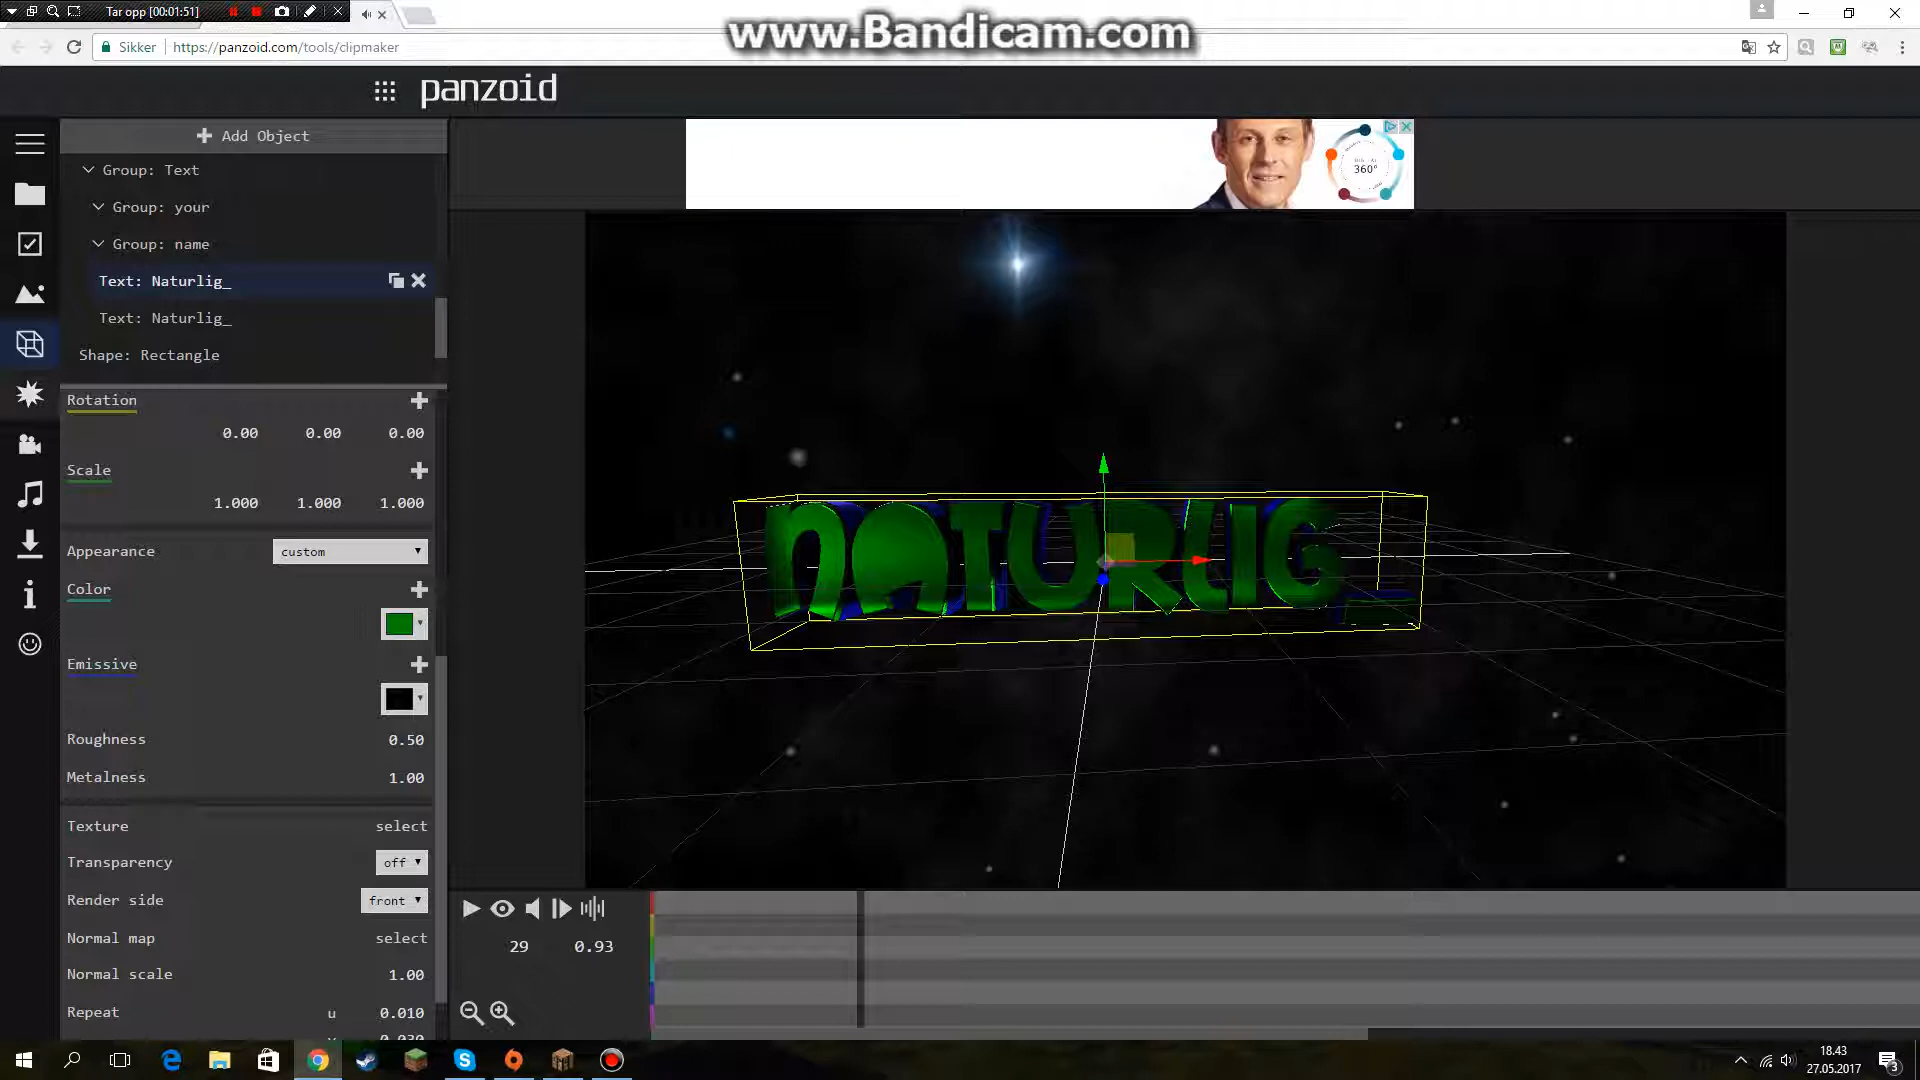 Tar opp [00:01:51]
www.Bandicam.com
Sikker
https://panzoid.com/tools/clipmaker
panzoid
Add Object
Group: Text
Group: your
Group: name
Text: Naturlig_
Text: Naturlig_
Shape: Rectangle
Rotation
0.00 0.00 0.00
Scale
1.000 1.000 1.000
Appearance custom
Color
Emissive
Roughness 0.50
Metalness 1.00
Texture select
Transparency off
Render side front
Normal map select
Normal scale 1.00
Repeat u 0.010
360°
NATURLIG_
29 0.93
18.43
27.05.2017
3